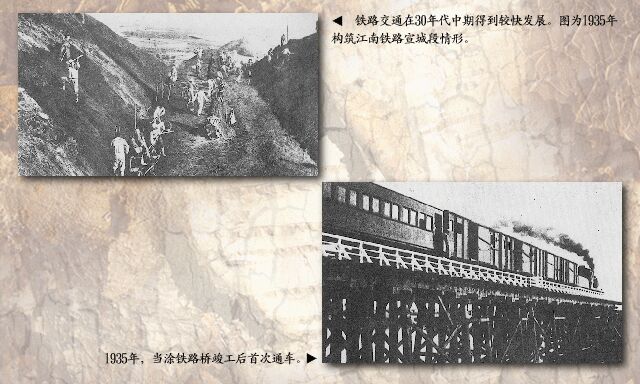 ◀ 铁路交通在30年代中期得到较快发展。图为1935年
构筑江南铁路宣城段情形。
1935年，当涂铁路桥竣工后首次通车。▶